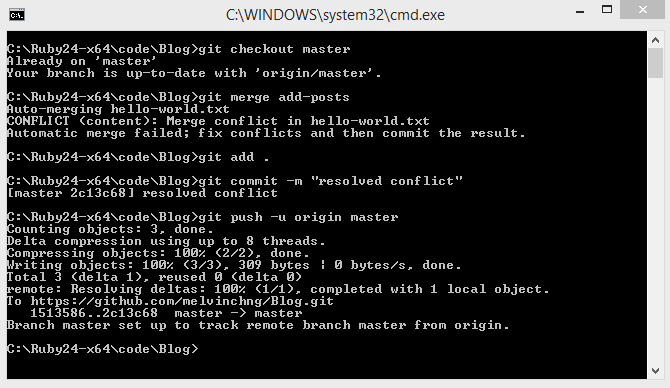 C:\WINDOWS\system32\cmd.exe
C:\Ruby24-x64\code\Blog>git checkout master
Already on 'master'
Your branch is up-to-date with 'origin/master'.
C:\Ruby24-x64\code\Blog>git merge add-posts
Auto-merging hello-world.txt
CONFLICT (content): Merge conflict in hello-world.txt
Automatic merge failed; fix conflicts and then commit the result.
C:\Ruby24-x64\code\Blog>git add .
C:\Ruby24-x64\code\Blog>git commit -m "resolved conflict"
[master 2c13c68] resolved conflict
C:\Ruby24-x64\code\Blog>git push -u origin master
Counting objects: 3, done.
Delta compression using up to 8 threads.
Compressing objects: 100% (2/2), done.
Writing objects: 100% (3/3), 309 bytes | 0 bytes/s, done.
Total 3 (delta 1), reused 0 (delta 0)
remote: Resolving deltas: 100% (1/1), completed with 1 local object.
To https://github.com/melvinchng/Blog.git
   1513586..2c13c68  master -> master
Branch master set up to track remote branch master from origin.
C:\Ruby24-x64\code\Blog>